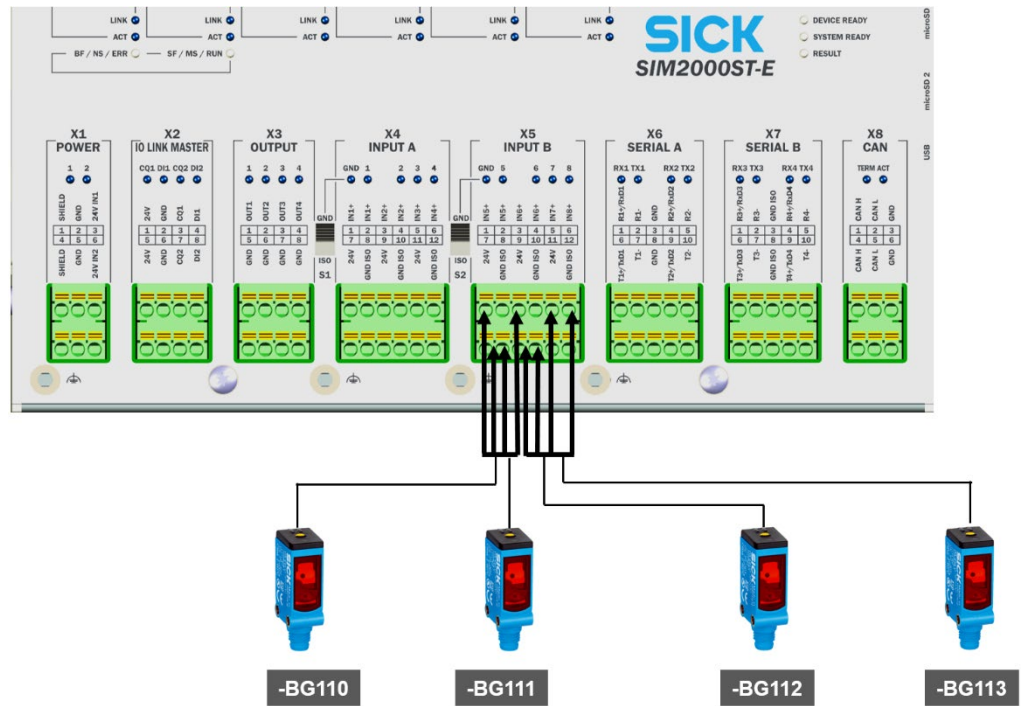 LINK LINK LINK LINK LINK
ACT ACT ACT ACT ACT
BF / NS / ERR SF / MS / RUN
SICK
SIM2000ST-E
DEVICE READY
SYSTEM READY
RESULT
microSD
microSD 2
USB
X1
POWER
1 2
SHIELD GND 24V IN1
1 2 3
4 5 6
SHIELD GND 24V IN2
X2
IO LINK MASTER
CQ1 DI1 CQ2 DI2
24V GND CQ1 DI1
1 2 3 4
5 6 7 8
24V GND CQ2 DI2
X3
OUTPUT
1 2 3 4
OUT1 OUT2 OUT3 OUT4
1 2 3 4
5 6 7 8
GND GND GND GND
GND
ISO
S1
X4
INPUT A
GND 1 2 3 4
IN1+ IN1+ IN2+ IN2+ IN3+ IN4+
1 2 3 4 5 6
7 8 9 10 11 12
24V GND ISO 24V GND ISO 24V GND ISO
GND
ISO
S2
X5
INPUT B
GND 5 6 7 8
IN5+ IN5+ IN6+ IN6+ IN7+ IN8+
1 2 3 4 5 6
7 8 9 10 11 12
24V GND ISO 24V GND ISO 24V GND ISO
X6
SERIAL A
RX1 TX1 RX2 TX2
R1+/RxD1 R1- GND R2+/RxD2 R2-
1 2 3 4 5
6 7 8 9 10
T1+/TxD1 T1- GND T2+/TxD2 T2-
X7
SERIAL B
RX3 TX3 RX4 TX4
R3+/RxD3 R3- GND ISO R4+/RxD4 R4-
1 2 3 4 5
6 7 8 9 10
T3+/TxD3 T3- GND ISO T4+/TxD4 T4-
X8
CAN
TERM ACT
CAN H CAN L GND
1 2 3
4 5 6
CAN H CAN L GND
SICK SICK SICK SICK
-BG110
-BG111
-BG112
-BG113